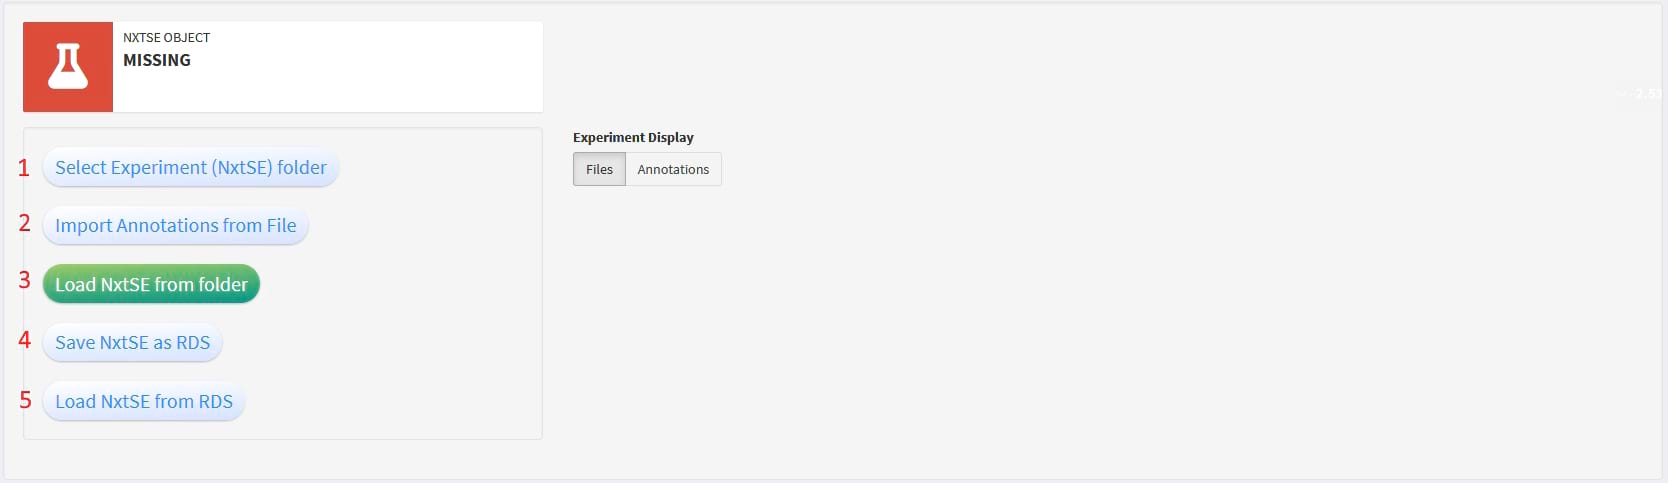 NXTSE OBJECT
MISSING
Experiment Display
Files Annotations
1 Select Experiment (NxtSE) folder
2 Import Annotations from File
3 Load NxtSE from folder
4 Save NxtSE as RDS
5 Load NxtSE from RDS